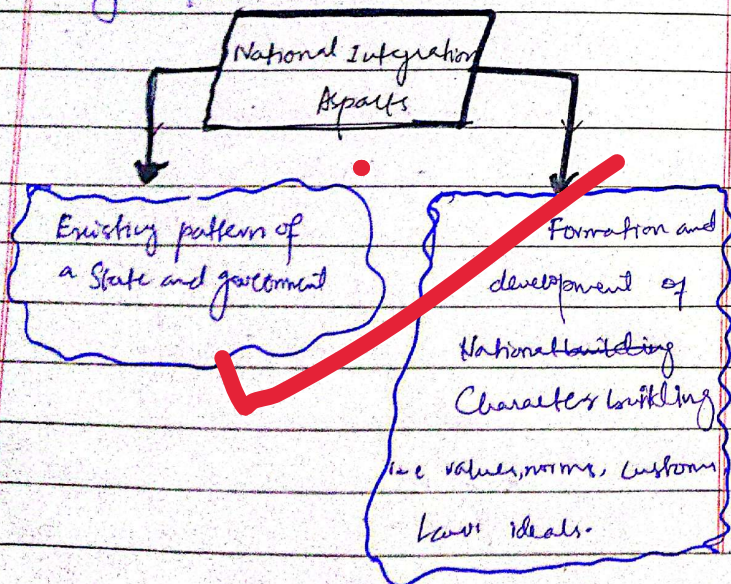 National Integration
Aspacts
Existing pattern of
a State and government
Formation and
development of
National building
Character building
i.e values, norms, customs,
Laws ideals.